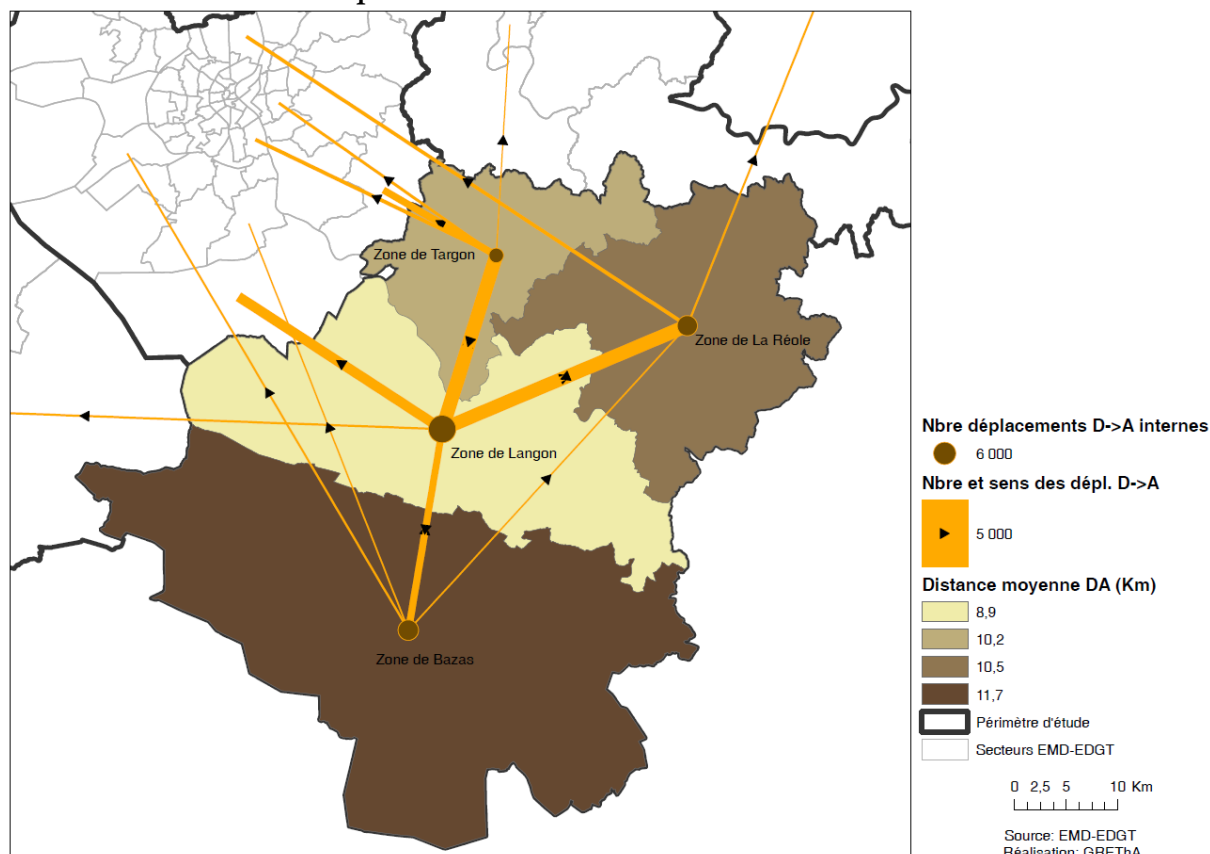 Zone de Targon
Zone de La Réole
Zone de Langon
Zone de Bazas
Nbre déplacements D->A internes
6 000
Nbre et sens des dépl. D->A
5 000
Distance moyenne DA (Km)
8,9
10,2
10,5
11,7
Périmètre d'étude
Secteurs EMD-EDGT
0 2,5 5 10 Km
Source: EMD-EDGT
Réalisation: GREThA